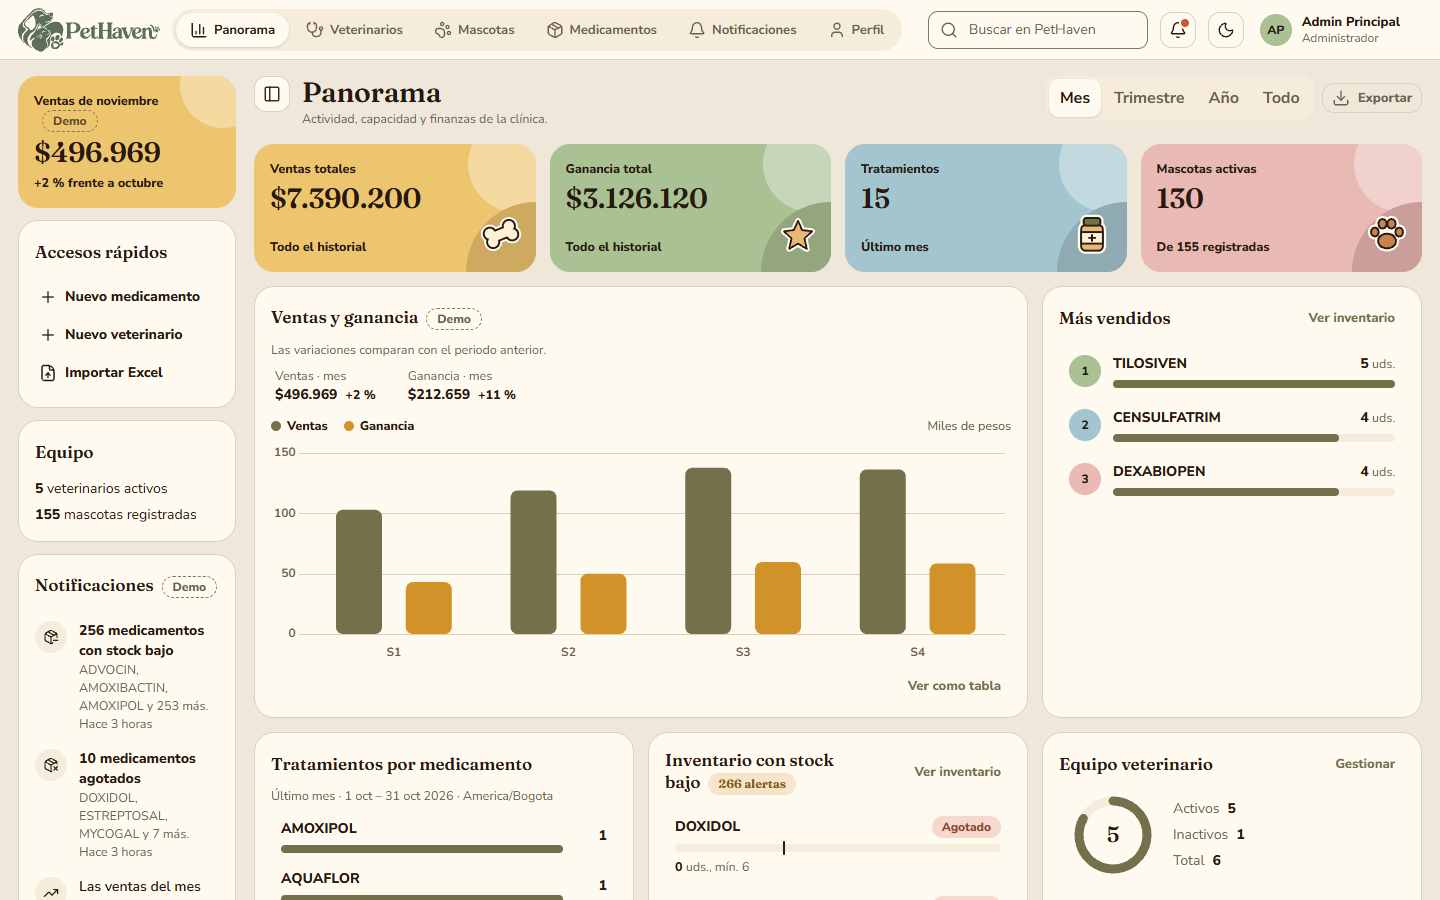 PetHaven
Panorama
Veterinarios
Mascotas
Medicamentos
Notificaciones
Perfil
Buscar en PetHaven
AP
Admin Principal
Administrador
Ventas de noviembre
Demo
$496.969
+2 % frente a octubre
Accesos rápidos
Nuevo medicamento
Nuevo veterinario
Importar Excel
Equipo
5 veterinarios activos
155 mascotas registradas
Notificaciones Demo
256 medicamentos
con stock bajo
ADVOCIN,
AMOXIBACTIN,
AMOXIPOL y 253 más.
Hace 3 horas
10 medicamentos
agotados
DOXIDOL,
ESTREPTOSAL,
MYCOGAL y 7 más.
Hace 3 horas
Las ventas del mes
Panorama
Actividad, capacidad y finanzas de la clínica.
Mes
Trimestre
Año
Todo
Exportar
Ventas totales
$7.390.200
Todo el historial
Ganancia total
$3.126.120
Todo el historial
Tratamientos
15
Último mes
Mascotas activas
130
De 155 registradas
Ventas y ganancia Demo
Las variaciones comparan con el periodo anterior.
Ventas · mes
$496.969 +2 %
Ganancia · mes
$212.659 +11 %
Ventas
Ganancia
Miles de pesos
150
100
50
0
S1
S2
S3
S4
Ver como tabla
Más vendidos
Ver inventario
1 TILOSIVEN 5 uds.
2 CENSULFATRIM 4 uds.
3 DEXABIOPEN 4 uds.
Tratamientos por medicamento
Último mes · 1 oct – 31 oct 2026 · America/Bogota
AMOXIPOL 1
AQUAFLOR 1
Inventario con stock
bajo 266 alertas
Ver inventario
DOXIDOL Agotado
0 uds., mín. 6
Equipo veterinario
Gestionar
5
Activos 5
Inactivos 1
Total 6